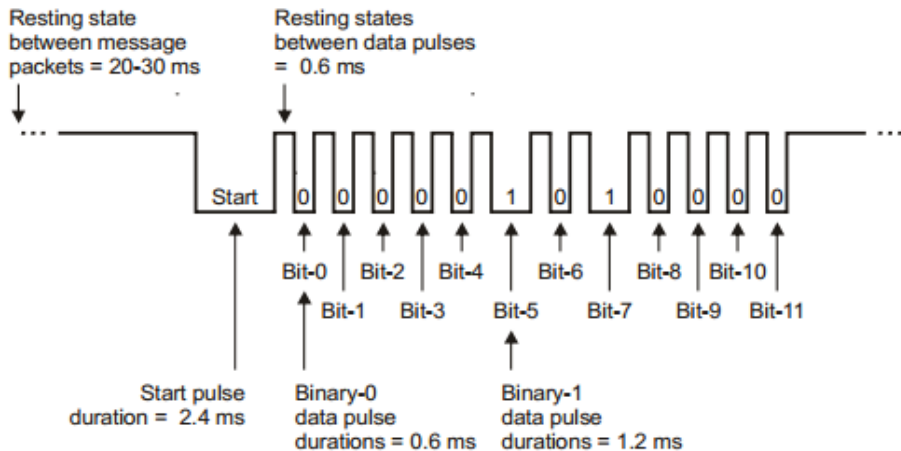 Resting state
between message
packets = 20-30 ms
Resting states
between data pulses
= 0.6 ms
Start 0 0 0 0 0 1 0 1 0 0 0 0
Bit-0 Bit-2 Bit-4 Bit-6 Bit-8 Bit-10
Bit-1 Bit-3 Bit-5 Bit-7 Bit-9 Bit-11
Start pulse
duration = 2.4 ms
Binary-0
data pulse
durations = 0.6 ms
Binary-1
data pulse
durations = 1.2 ms